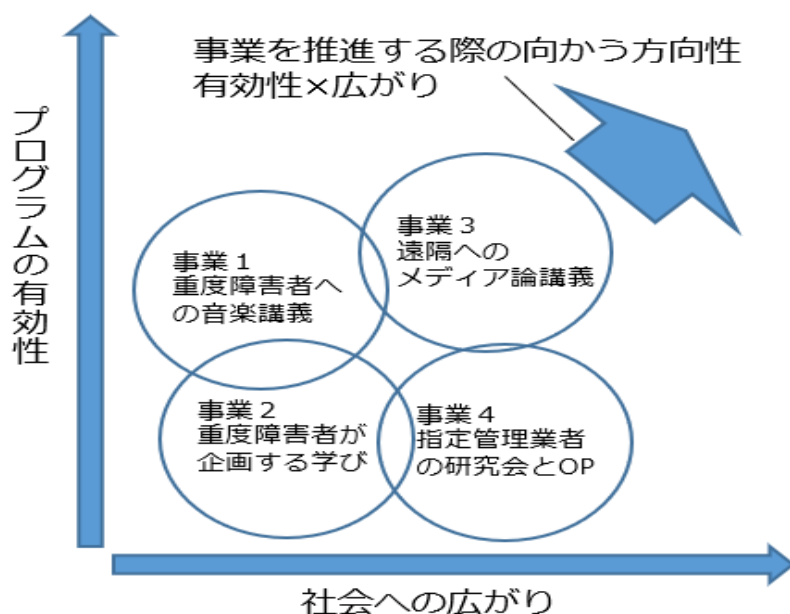 事業を推進する際の向かう方向性
有効性×広がり
プログラムの有効性
事業１
重度障害者へ
の音楽講義
事業３
遠隔への
メディア論講義
事業２
重度障害者が
企画する学び
事業４
指定管理業者
の研究会とOP
社会への広がり